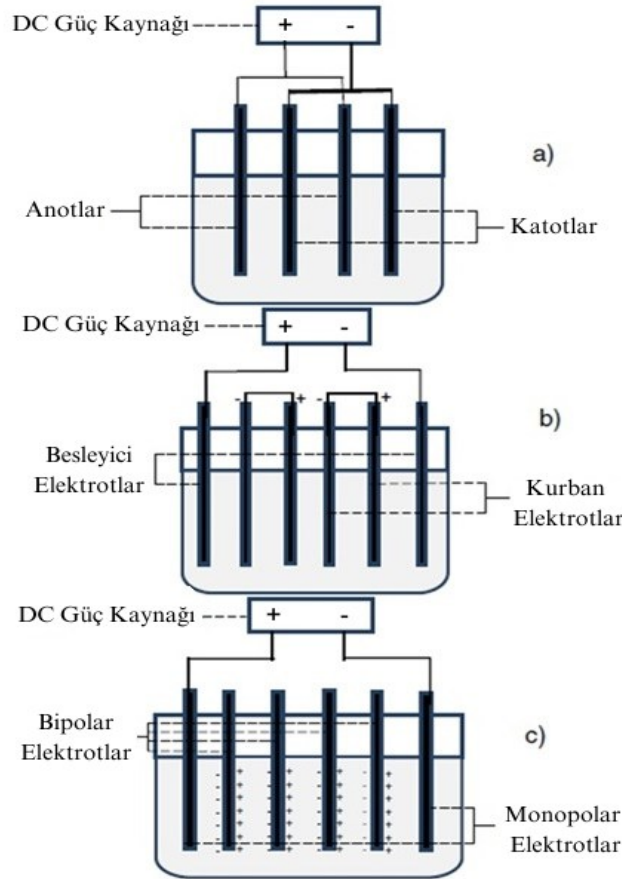 DC Güç Kaynağı
+ -
a)
Anotlar
Katotlar
DC Güç Kaynağı
+ -
- + - +
b)
Besleyici
Elektrotlar
Kurban
Elektrotlar
DC Güç Kaynağı
+ -
Bipolar
Elektrotlar
c)
- + - + - + - +
- + - + - + - +
- + - + - + - +
- + - + - + - +
- + - + - + - +
- + - + - + - +
- + - + - + - +
Monopolar
Elektrotlar